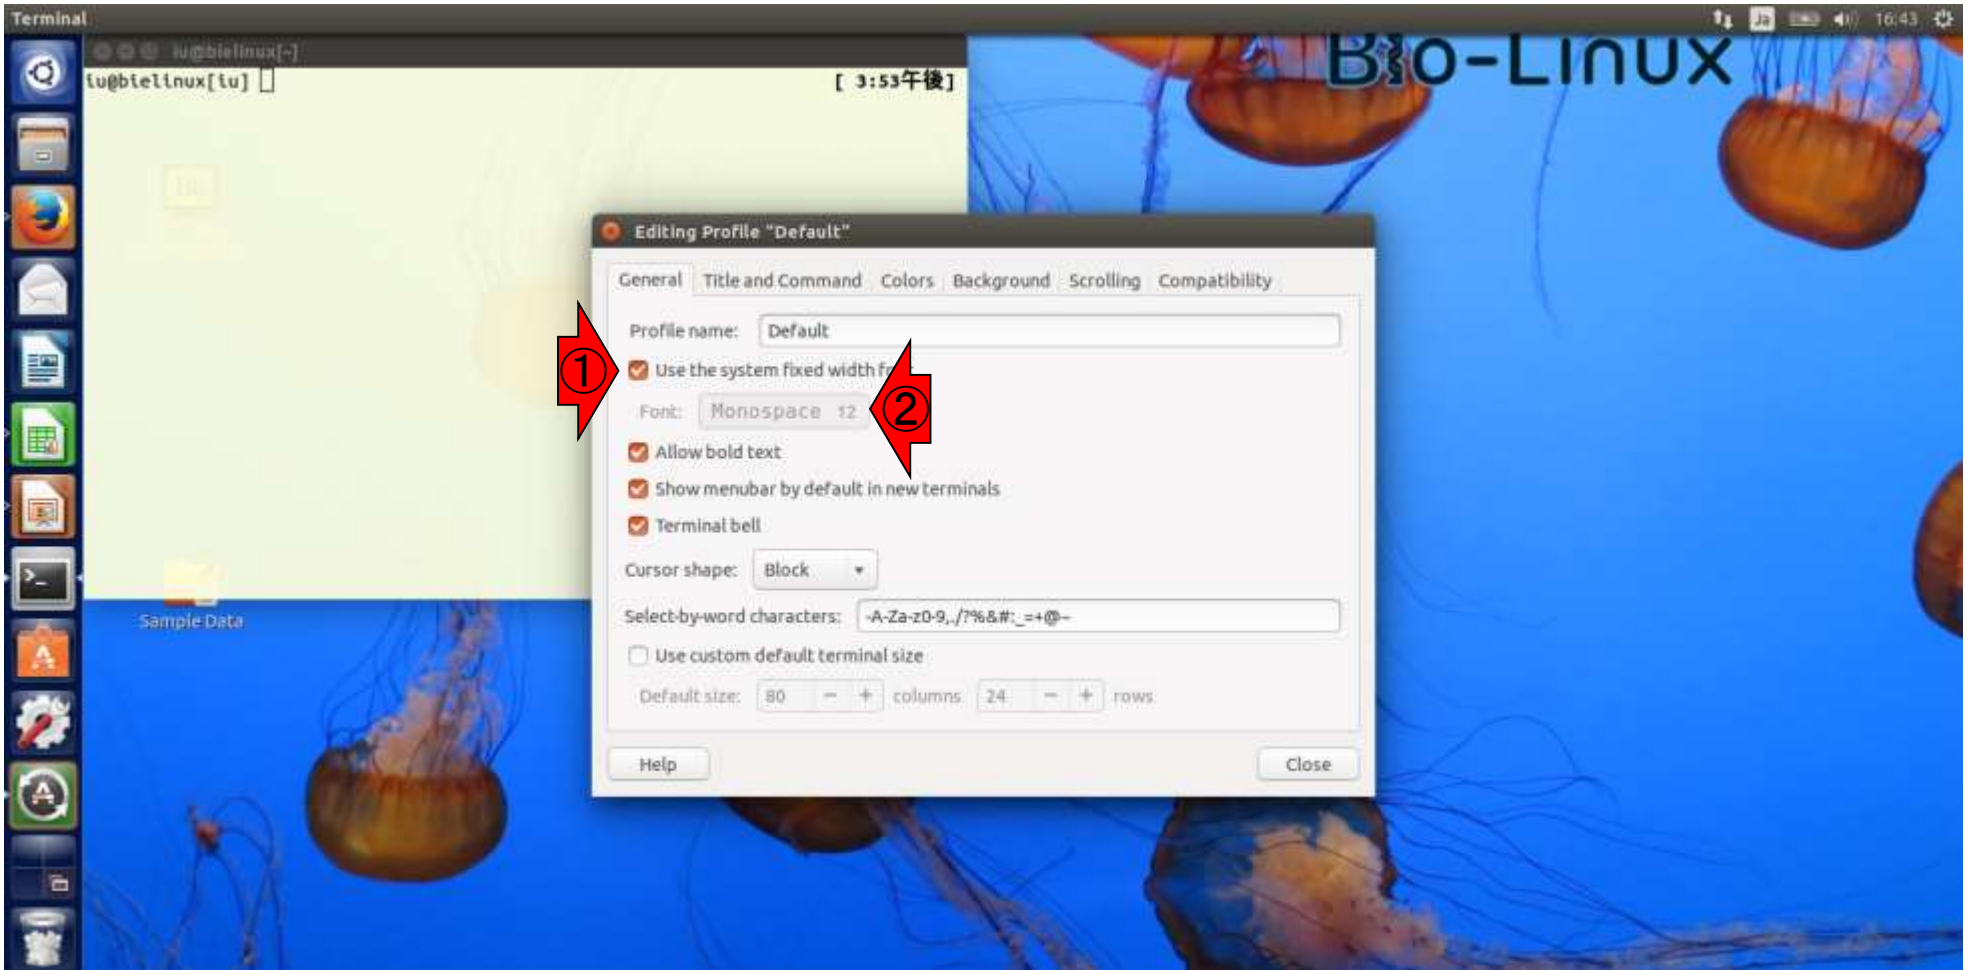 Terminal
Ja
16:43
iu@bielinux[~]
iu@bielinux[iu]
[ 3:53午後]
Bio-Linux
Editing Profile "Default"
General
Title and Command
Colors
Background
Scrolling
Compatibility
Profile name:
Default
①
Use the system fixed width
Font:
Monospace 12
②
Allow bold text
Show menubar by default in new terminals
Terminal bell
Cursor shape:
Block
Select-by-word characters:
-A-Za-z0-9,./?%&#:_=+@~
Sample Data
Use custom default terminal size
Default size:
80
-
+
columns
24
-
+
rows
Help
Close